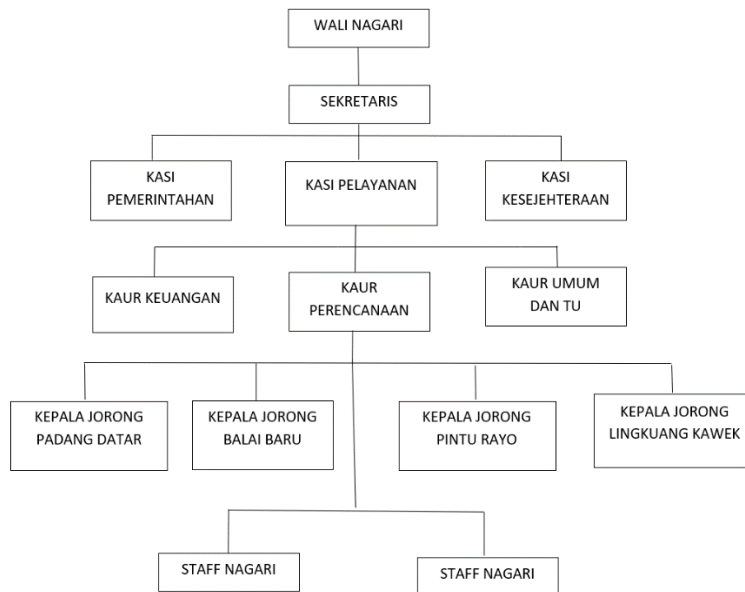 WALI NAGARI
SEKRETARIS
KASI
PEMERINTAHAN
KASI PELAYANAN
KASI
KESEJEHTERAAN
KAUR KEUANGAN
KAUR
PERENCANAAN
KAUR UMUM
DAN TU
KEPALA JORONG
PADANG DATAR
KEPALA JORONG
BALAI BARU
KEPALA JORONG
PINTU RAYO
KEPALA JORONG
LINGKUANG KAWEK
STAFF NAGARI
STAFF NAGARI